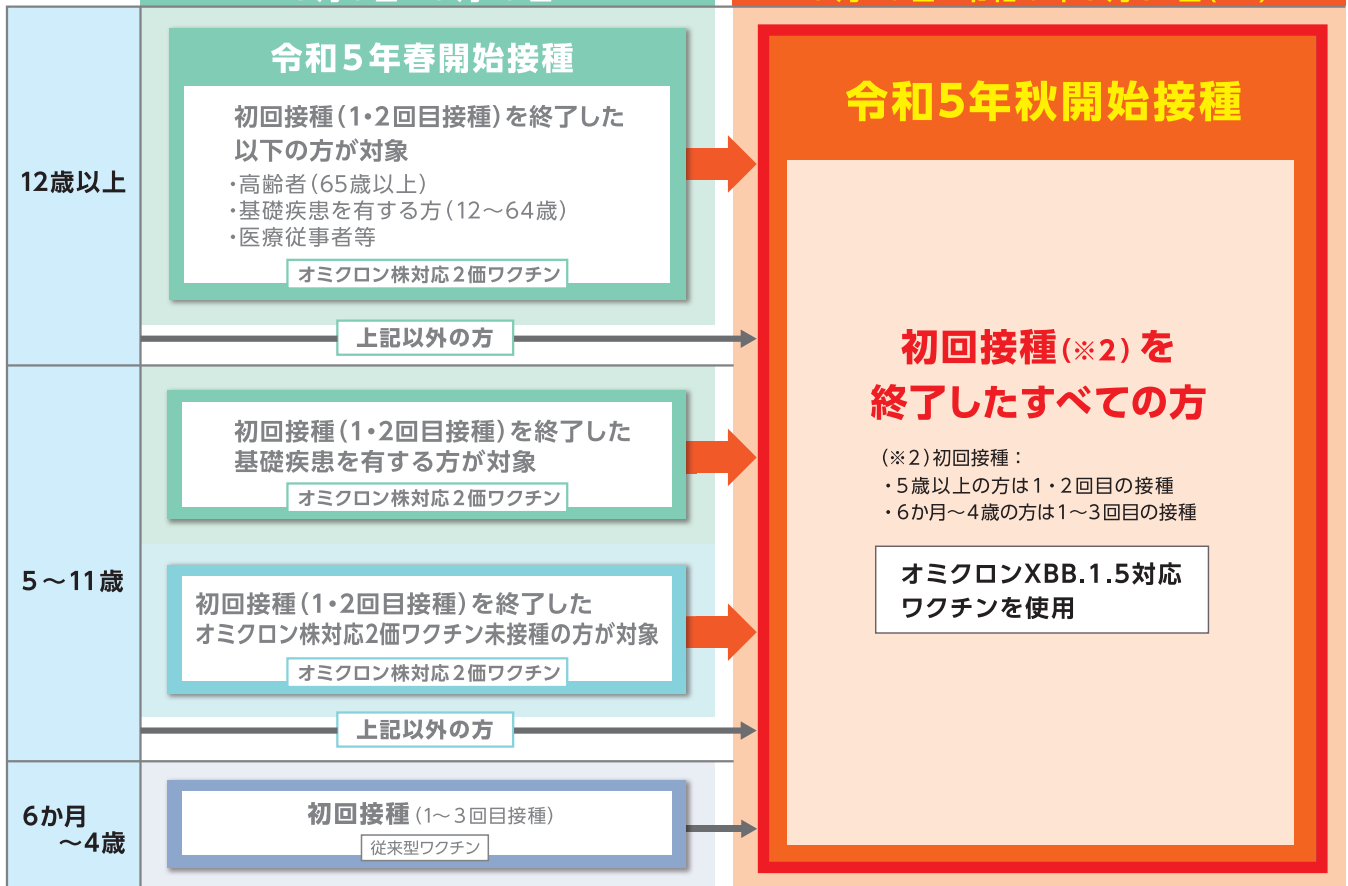 令和5年春開始接種
令和5年秋開始接種
12歳以上
初回接種(1・2回目接種)を終了した
以下の方が対象
・高齢者(65歳以上)
・基礎疾患を有する方(12～64歳)
・医療従事者等
オミクロン株対応2価ワクチン
上記以外の方
5～11歳
初回接種(1・2回目接種)を終了した
基礎疾患を有する方が対象
オミクロン株対応2価ワクチン
初回接種(1・2回目接種)を終了した
オミクロン株対応2価ワクチン未接種の方が対象
オミクロン株対応2価ワクチン
上記以外の方
6か月
～4歳
初回接種(1～3回目接種)
従来型ワクチン
初回接種(※2)を
終了したすべての方
(※2)初回接種：
・5歳以上の方は1・2回目の接種
・6か月～4歳の方は1～3回目の接種
オミクロンXBB.1.5対応
ワクチンを使用